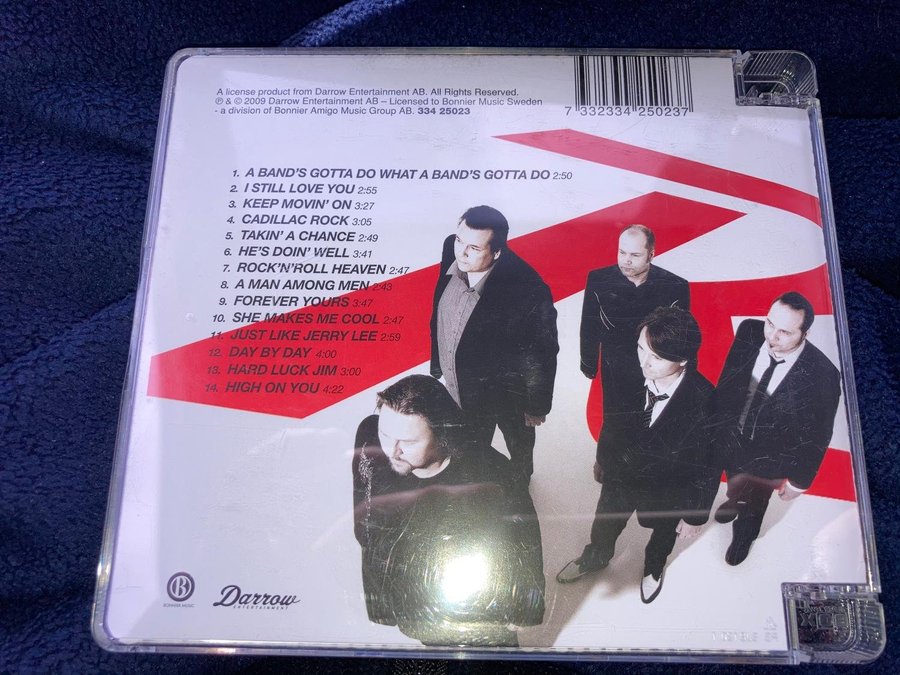 A license product from Darrow Entertainment AB. All Rights Reserved.
℗ & © 2009 Darrow Entertainment AB – Licensed to Bonnier Music Sweden
- a division of Bonnier Amigo Music Group AB. 334 25023
7 332334 250237
1. A BAND'S GOTTA DO WHAT A BAND'S GOTTA DO 2:50
2. I STILL LOVE YOU 2:55
3. KEEP MOVIN' ON 3:27
4. CADILLAC ROCK 3:05
5. TAKIN' A CHANCE 2:49
6. HE'S DOIN' WELL 3:41
7. ROCK'N'ROLL HEAVEN 2:47
8. A MAN AMONG MEN 2:43
9. FOREVER YOURS 3:47
10. SHE MAKES ME COOL 2:47
11. JUST LIKE JERRY LEE 2:59
12. DAY BY DAY 4:00
13. HARD LUCK JIM 3:00
14. HIGH ON YOU 4:22
B
BONNIER MUSIC
Darrow
ENTERTAINMENT